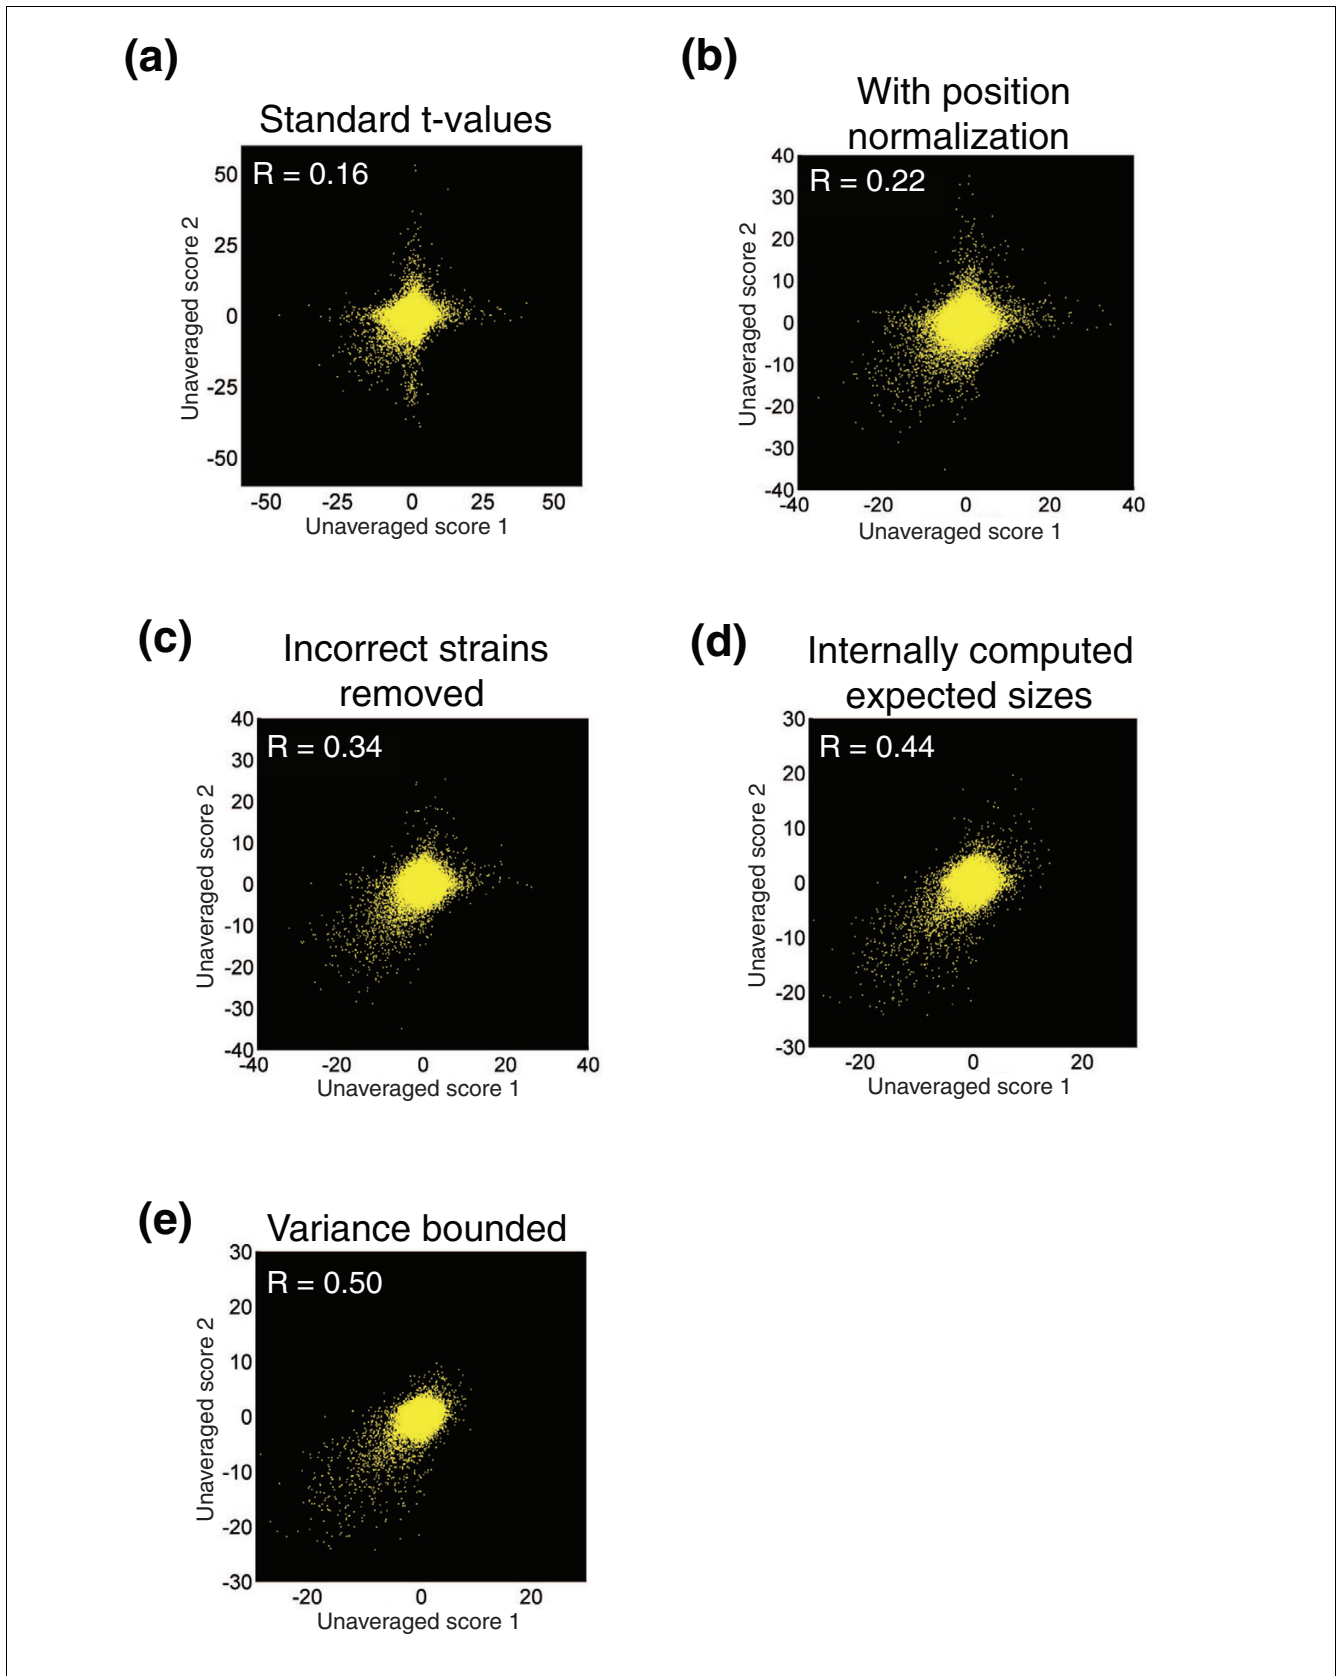 (a)
Standard t-values
R = 0.16
50
25
0
-25
-50
Unaveraged score 2
-50 -25 0 25 50
Unaveraged score 1
(b)
With position
normalization
R = 0.22
40
30
20
10
0
-10
-20
-30
-40
Unaveraged score 2
-40 -20 0 20 40
Unaveraged score 1
(c)
Incorrect strains
removed
R = 0.34
40
30
20
10
0
-10
-20
-30
-40
Unaveraged score 2
-40 -20 0 20 40
Unaveraged score 1
(d)
Internally computed
expected sizes
R = 0.44
30
20
10
0
-10
-20
-30
Unaveraged score 2
-20 0 20
Unaveraged score 1
(e)
Variance bounded
R = 0.50
30
20
10
0
-10
-20
-30
Unaveraged score 2
-20 0 20
Unaveraged score 1